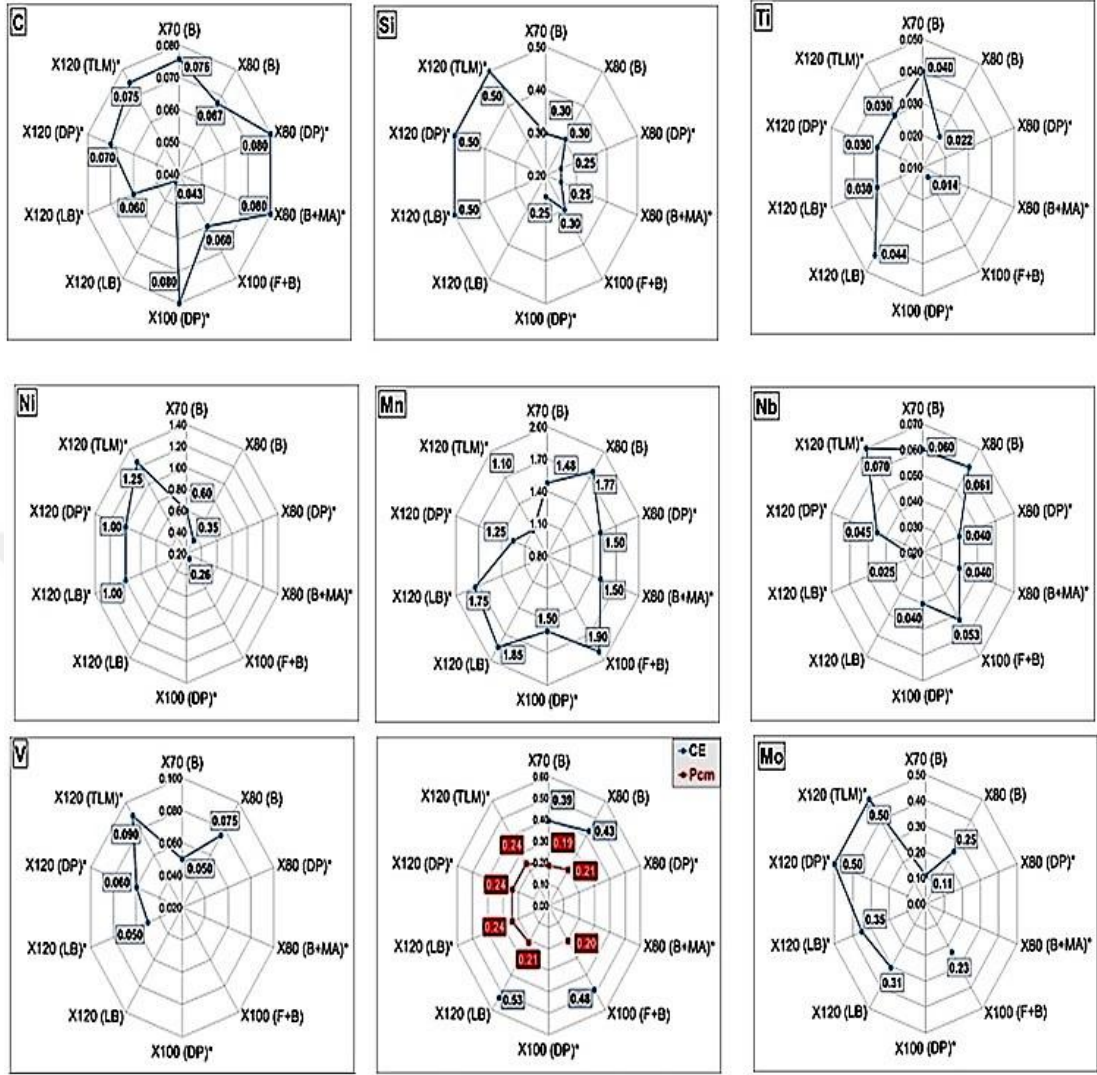 C
X70 (B)
0.080
X120 (TLM)*
X80 (B)
0.076
0.070
0.075
0.067
0.060
X120 (DP)*
X80 (DP)*
0.070
0.050
0.080
0.040
0.043
0.060
0.080
X120 (LB)*
X80 (B+MA)*
0.060
0.080
X120 (LB)
X100 (F+B)
X100 (DP)*
Si
X70 (B)
0.50
X120 (TLM)*
X80 (B)
0.40
0.50
0.30
0.30
0.30
X120 (DP)*
X80 (DP)*
0.50
0.25
0.20
0.25
X120 (LB)*
X80 (B+MA)*
0.50
0.25
0.30
X120 (LB)
X100 (F+B)
X100 (DP)*
Ti
X70 (B)
0.050
X120 (TLM)*
X80 (B)
0.040
0.040
0.030
0.030
X120 (DP)*
X80 (DP)*
0.020
0.022
0.030
0.010
0.014
0.030
X120 (LB)*
X80 (B+MA)*
0.044
X120 (LB)
X100 (F+B)
X100 (DP)*
Ni
X70 (B)
1.40
X120 (TLM)*
X80 (B)
1.20
1.00
1.25
0.80
0.60
0.60
X120 (DP)*
X80 (DP)*
1.00
0.40
0.35
0.20
0.26
1.00
X120 (LB)*
X80 (B+MA)*
X120 (LB)
X100 (F+B)
X100 (DP)*
Mn
X70 (B)
2.00
X120 (TLM)*
X80 (B)
1.10
1.70
1.48
1.77
1.40
X120 (DP)*
X80 (DP)*
1.25
1.10
1.50
0.80
1.50
X120 (LB)*
X80 (B+MA)*
1.75
1.50
1.90
1.85
X120 (LB)
X100 (F+B)
X100 (DP)*
Nb
X70 (B)
0.070
X120 (TLM)*
X80 (B)
0.060
0.060
0.070
0.050
0.061
0.040
X120 (DP)*
X80 (DP)*
0.045
0.030
0.040
0.020
0.025
0.040
X120 (LB)*
X80 (B+MA)*
0.040
0.053
X120 (LB)
X100 (F+B)
X100 (DP)*
V
X70 (B)
0.100
X120 (TLM)*
X80 (B)
0.080
0.075
0.090
0.060
0.050
X120 (DP)*
X80 (DP)*
0.060
0.040
0.020
0.050
X120 (LB)*
X80 (B+MA)*
X120 (LB)
X100 (F+B)
X100 (DP)*
CE
Pcm
X70 (B)
0.60
X120 (TLM)*
X80 (B)
0.50
0.39
0.43
0.40
0.30
0.24
0.19
X120 (DP)*
X80 (DP)*
0.20
0.21
0.24
0.10
0.00
0.24
0.20
X120 (LB)*
X80 (B+MA)*
0.21
0.53
0.48
X120 (LB)
X100 (F+B)
X100 (DP)*
Mo
X70 (B)
0.50
X120 (TLM)*
X80 (B)
0.40
0.50
0.30
0.25
0.20
X120 (DP)*
X80 (DP)*
0.50
0.10
0.11
0.00
0.35
X120 (LB)*
X80 (B+MA)*
0.31
0.23
X120 (LB)
X100 (F+B)
X100 (DP)*